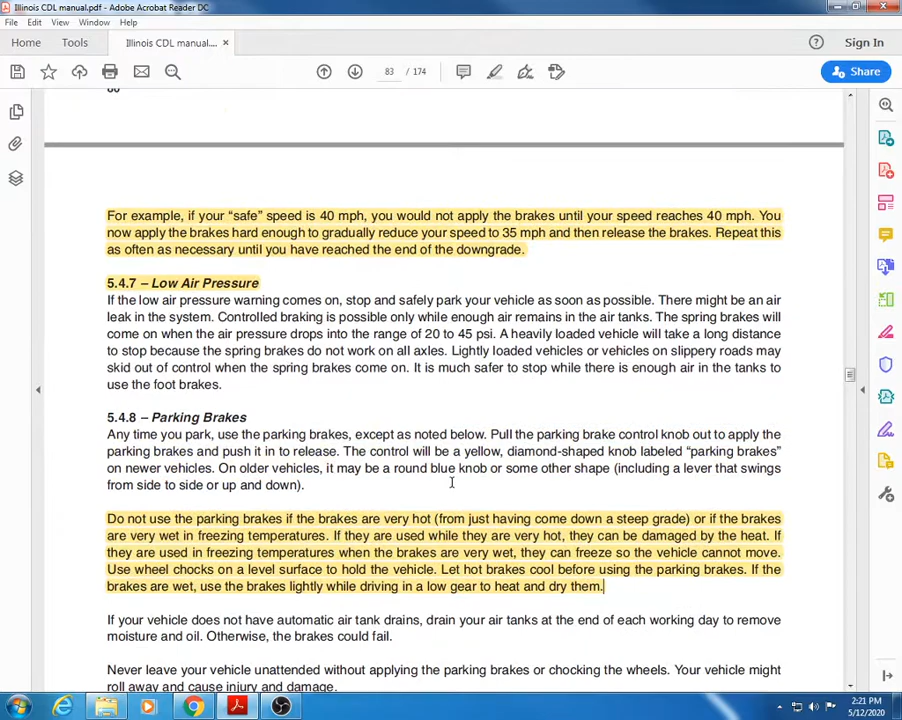 Illinois CDL manual.pdf - Adobe Acrobat Reader DC
File Edit View Window Help
Home Tools Illinois CDL manual.... × Sign In
83 / 174 Share
For example, if your “safe” speed is 40 mph, you would not apply the brakes until your speed reaches 40 mph. You
now apply the brakes hard enough to gradually reduce your speed to 35 mph and then release the brakes. Repeat this
as often as necessary until you have reached the end of the downgrade.
5.4.7 – Low Air Pressure
If the low air pressure warning comes on, stop and safely park your vehicle as soon as possible. There might be an air
leak in the system. Controlled braking is possible only while enough air remains in the air tanks. The spring brakes will
come on when the air pressure drops into the range of 20 to 45 psi. A heavily loaded vehicle will take a long distance
to stop because the spring brakes do not work on all axles. Lightly loaded vehicles or vehicles on slippery roads may
skid out of control when the spring brakes come on. It is much safer to stop while there is enough air in the tanks to
use the foot brakes.
5.4.8 – Parking Brakes
Any time you park, use the parking brakes, except as noted below. Pull the parking brake control knob out to apply the
parking brakes and push it in to release. The control will be a yellow, diamond-shaped knob labeled “parking brakes”
on newer vehicles. On older vehicles, it may be a round blue knob or some other shape (including a lever that swings
from side to side or up and down).
Do not use the parking brakes if the brakes are very hot (from just having come down a steep grade) or if the brakes
are very wet in freezing temperatures. If they are used while they are very hot, they can be damaged by the heat. If
they are used in freezing temperatures when the brakes are very wet, they can freeze so the vehicle cannot move.
Use wheel chocks on a level surface to hold the vehicle. Let hot brakes cool before using the parking brakes. If the
brakes are wet, use the brakes lightly while driving in a low gear to heat and dry them.
If your vehicle does not have automatic air tank drains, drain your air tanks at the end of each working day to remove
moisture and oil. Otherwise, the brakes could fail.
Never leave your vehicle unattended without applying the parking brakes or chocking the wheels. Your vehicle might
roll away and cause injury and damage.
2:21 PM
5/12/2020